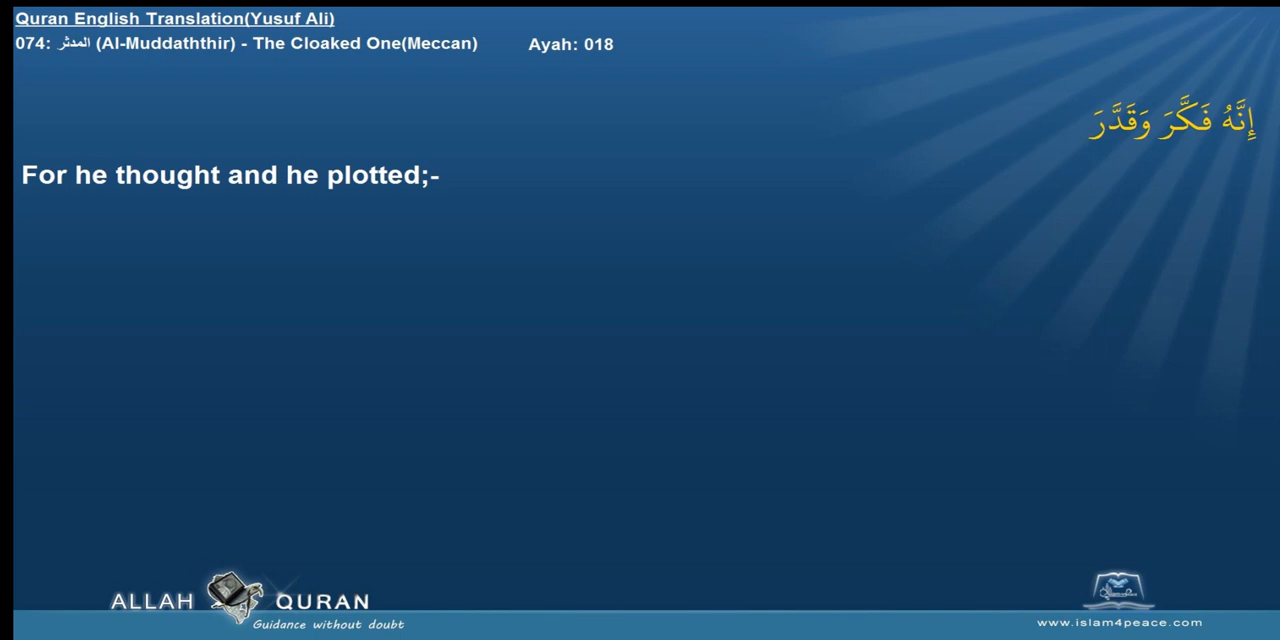 Quran English Translation(Yusuf Ali)
074: المدثر (Al-Muddaththir) - The Cloaked One(Meccan) Ayah: 018
إِنَّهُ فَكَّرَ وَقَدَّرَ
For he thought and he plotted;-
ALLAH QURAN
Guidance without doubt
www.islam4peace.com